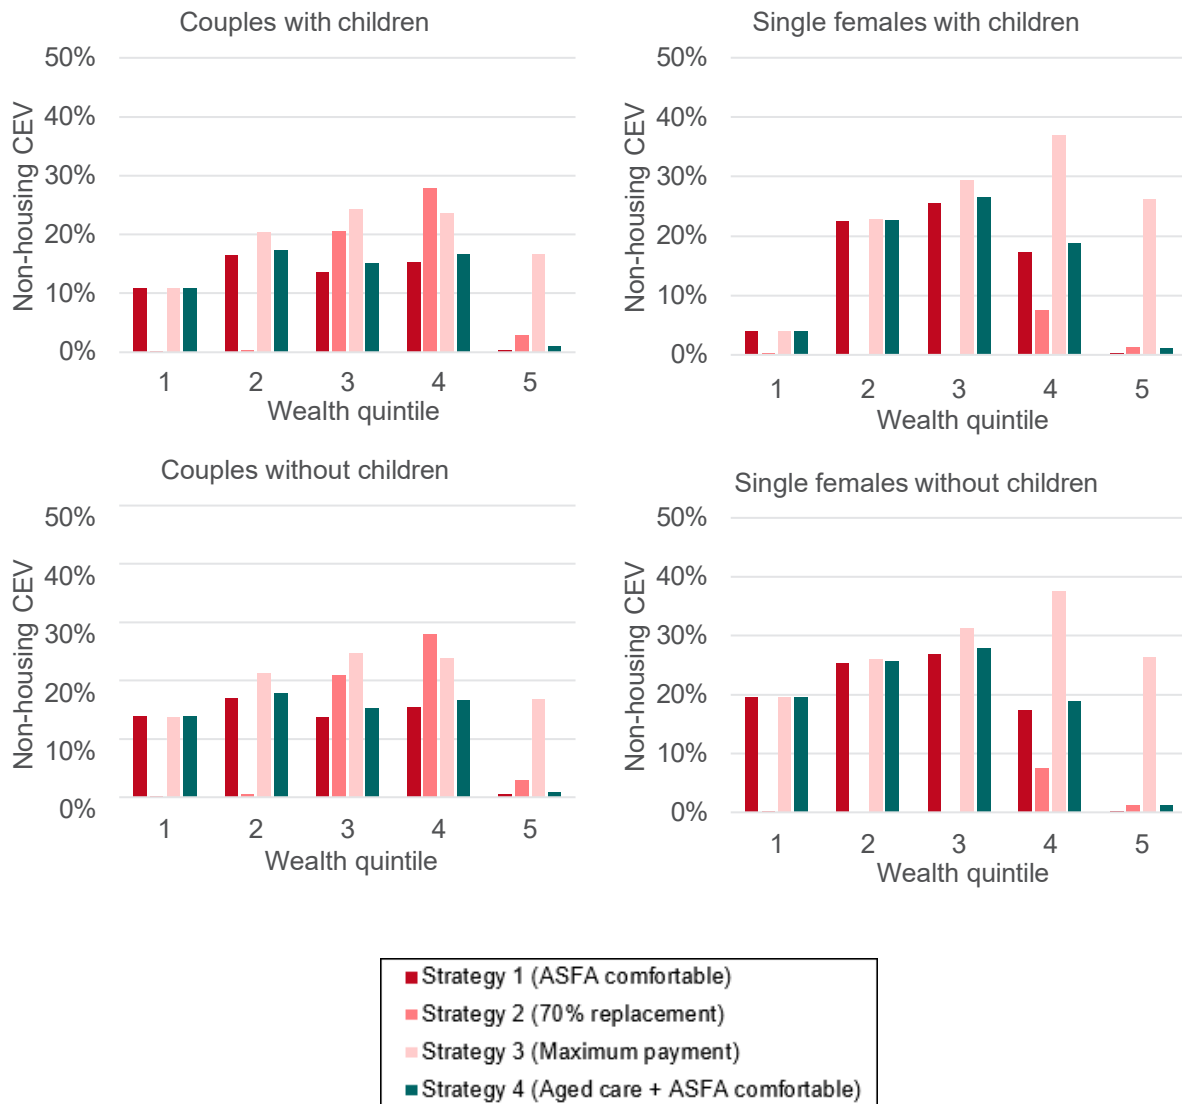 Couples with children
50%
40%
30%
20%
10%
0%
Non-housing CEV
1 2 3 4 5
Wealth quintile
Single females with children
50%
40%
30%
20%
10%
0%
Non-housing CEV
1 2 3 4 5
Wealth quintile
Couples without children
50%
40%
30%
20%
10%
0%
Non-housing CEV
1 2 3 4 5
Wealth quintile
Single females without children
50%
40%
30%
20%
10%
0%
Non-housing CEV
1 2 3 4 5
Wealth quintile
Strategy 1 (ASFA comfortable)
Strategy 2 (70% replacement)
Strategy 3 (Maximum payment)
Strategy 4 (Aged care + ASFA comfortable)